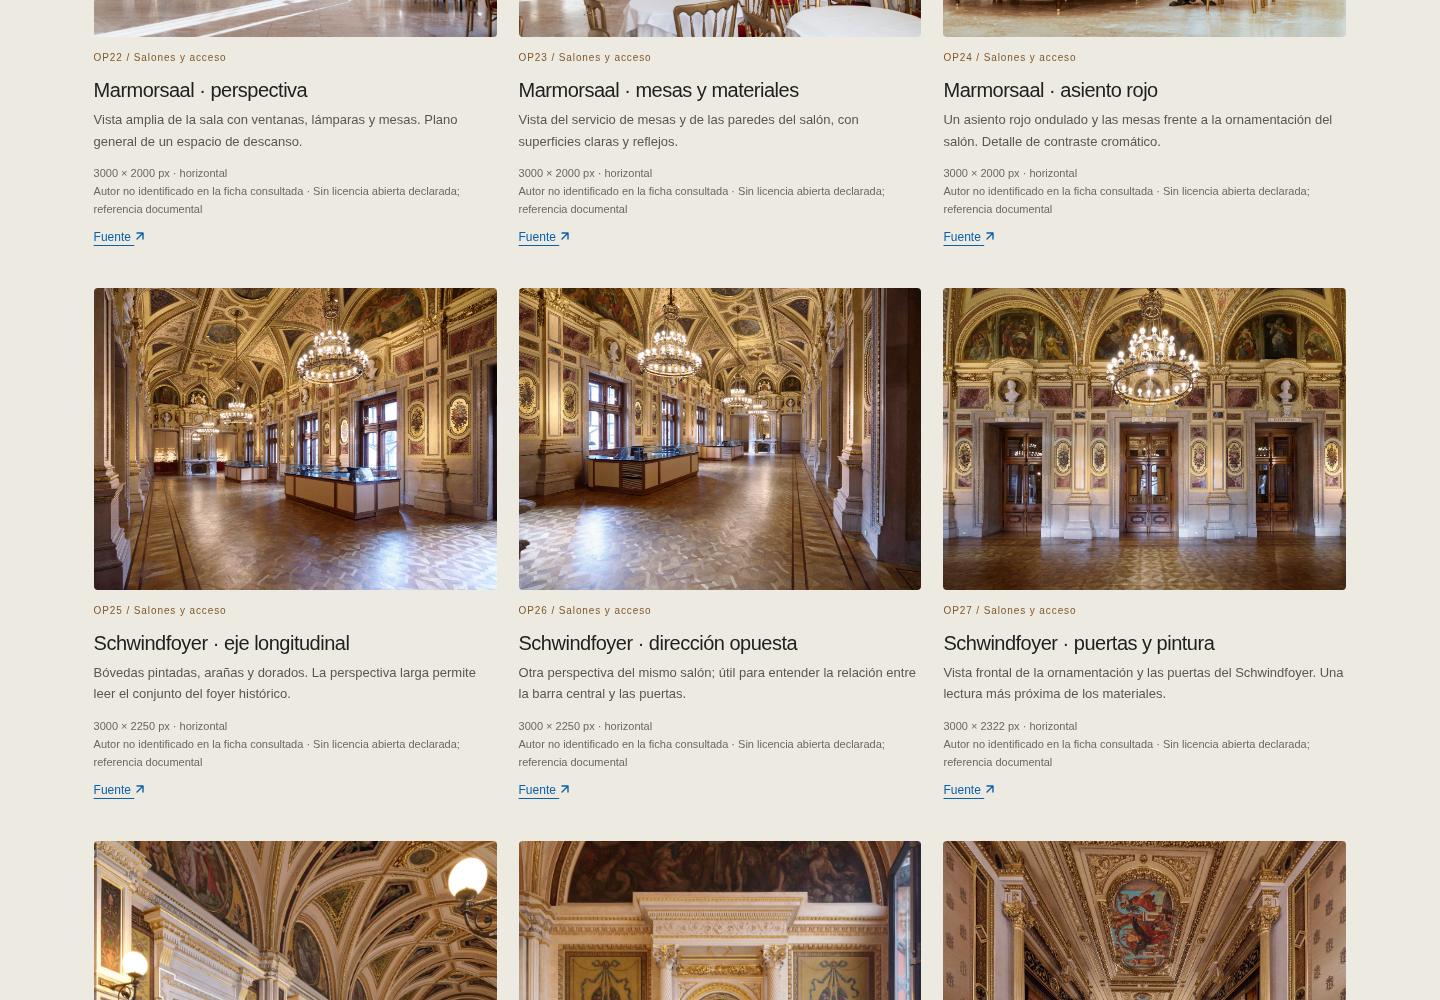 OP22 / Salones y acceso
Marmorsaal · perspectiva
Vista amplia de la sala con ventanas, lámparas y mesas. Plano
general de un espacio de descanso.
3000 × 2000 px · horizontal
Autor no identificado en la ficha consultada · Sin licencia abierta declarada;
referencia documental
Fuente
OP23 / Salones y acceso
Marmorsaal · mesas y materiales
Vista del servicio de mesas y de las paredes del salón, con
superficies claras y reflejos.
3000 × 2000 px · horizontal
Autor no identificado en la ficha consultada · Sin licencia abierta declarada;
referencia documental
Fuente
OP24 / Salones y acceso
Marmorsaal · asiento rojo
Un asiento rojo ondulado y las mesas frente a la ornamentación del
salón. Detalle de contraste cromático.
3000 × 2000 px · horizontal
Autor no identificado en la ficha consultada · Sin licencia abierta declarada;
referencia documental
Fuente
OP25 / Salones y acceso
Schwindfoyer · eje longitudinal
Bóvedas pintadas, arañas y dorados. La perspectiva larga permite
leer el conjunto del foyer histórico.
3000 × 2250 px · horizontal
Autor no identificado en la ficha consultada · Sin licencia abierta declarada;
referencia documental
Fuente
OP26 / Salones y acceso
Schwindfoyer · dirección opuesta
Otra perspectiva del mismo salón; útil para entender la relación entre
la barra central y las puertas.
3000 × 2250 px · horizontal
Autor no identificado en la ficha consultada · Sin licencia abierta declarada;
referencia documental
Fuente
OP27 / Salones y acceso
Schwindfoyer · puertas y pintura
Vista frontal de la ornamentación y las puertas del Schwindfoyer. Una
lectura más próxima de los materiales.
3000 × 2322 px · horizontal
Autor no identificado en la ficha consultada · Sin licencia abierta declarada;
referencia documental
Fuente